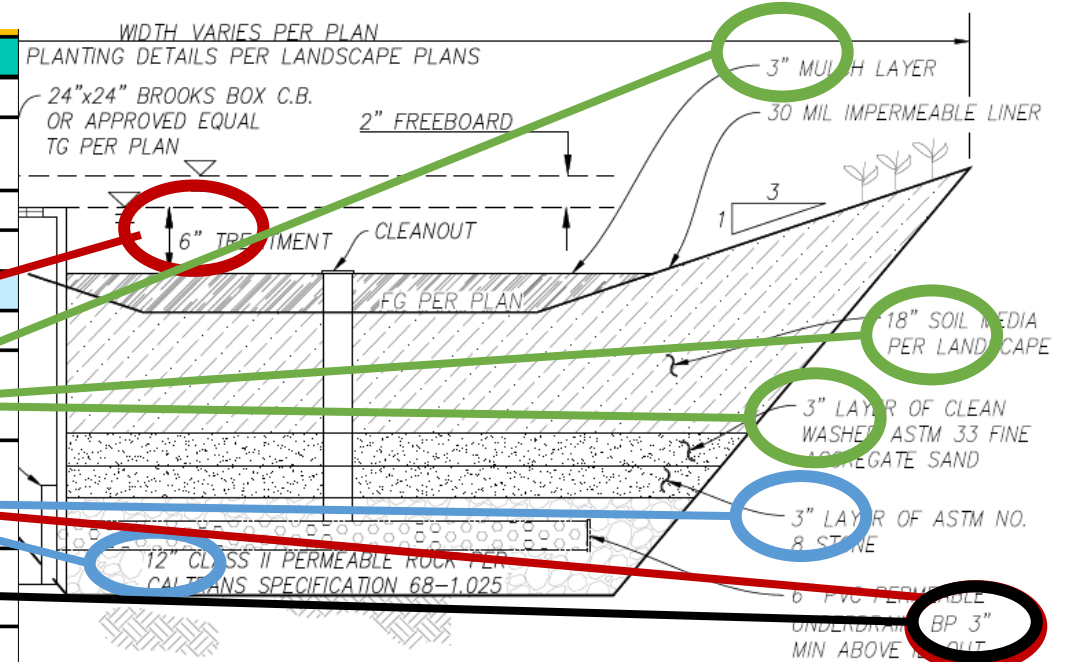 WIDTH VARIES PER PLAN
PLANTING DETAILS PER LANDSCAPE PLANS
24"x24" BROOKS BOX C.B.
OR APPROVED EQUAL
TG PER PLAN
2" FREEBOARD
3" MULCH LAYER
30 MIL IMPERMEABLE LINER
3
1
6" TREATMENT
CLEANOUT
FG PER PLAN
18" SOIL MEDIA
PER LANDSCAPE
3" LAYER OF CLEAN
WASHED ASTM 33 FINE
AGGREGATE SAND
3" LAYER OF ASTM NO.
8 STONE
12" CLASS II PERMEABLE ROCK PER
CALTRANS SPECIFICATION 68-1.025
6" PVC PERMEABLE
UNDERDRAIN BP 3"
MIN ABOVE OUT